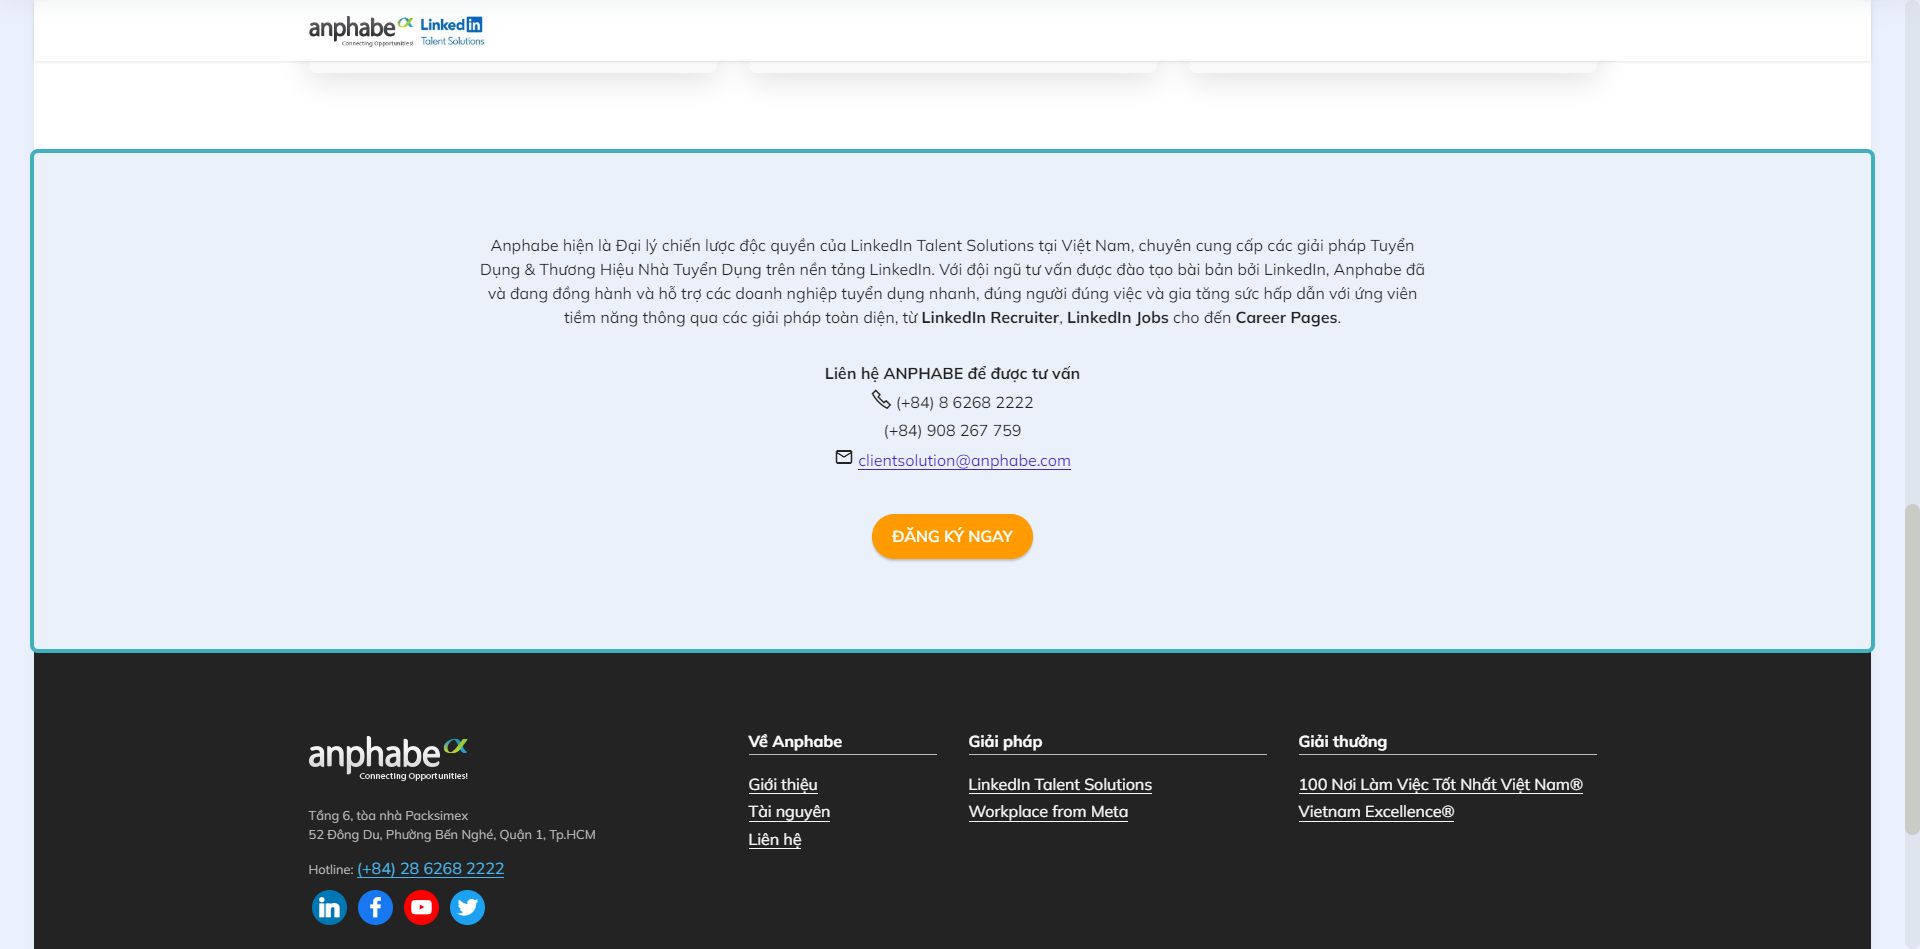 anphabe
Connecting Opportunities!
Linked in
Talent Solutions
Anphabe hiện là Đại lý chiến lược độc quyền của LinkedIn Talent Solutions tại Việt Nam, chuyên cung cấp các giải pháp Tuyển
Dụng & Thương Hiệu Nhà Tuyển Dụng trên nền tảng LinkedIn. Với đội ngũ tư vấn được đào tạo bài bản bởi LinkedIn, Anphabe đã
và đang đồng hành và hỗ trợ các doanh nghiệp tuyển dụng nhanh, đúng người đúng việc và gia tăng sức hấp dẫn với ứng viên
tiềm năng thông qua các giải pháp toàn diện, từ LinkedIn Recruiter, LinkedIn Jobs cho đến Career Pages.
Liên hệ ANPHABE để được tư vấn
(+84) 8 6268 2222
(+84) 908 267 759
clientsolution@anphabe.com
ĐĂNG KÝ NGAY
anphabe
Connecting Opportunities!
Tầng 6, tòa nhà Packsimex
52 Đông Du, Phường Bến Nghé, Quận 1, Tp.HCM
Hotline: (+84) 28 6268 2222
Về Anphabe
Giới thiệu
Tài nguyên
Liên hệ
Giải pháp
LinkedIn Talent Solutions
Workplace from Meta
Giải thưởng
100 Nơi Làm Việc Tốt Nhất Việt Nam®
Vietnam Excellence®